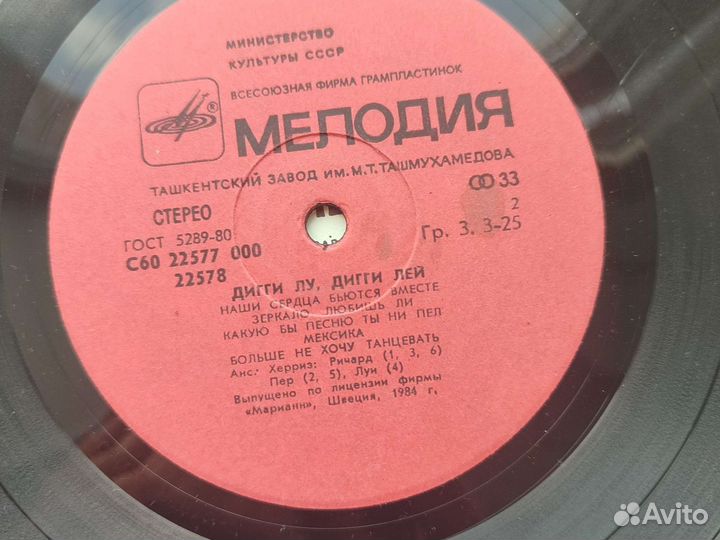 МИНИСТЕРСТВО
КУЛЬТУРЫ СССР
ВСЕСОЮЗНАЯ ФИРМА ГРАМПЛАСТИНОК
®
МЕЛОДИЯ
ТАШКЕНТСКИЙ ЗАВОД ИМ.М.Т.ТАШМУХАМЕДОВА
СТЕРЕО
33
ГОСТ 5289-80
2
С60 22577 000
Гр. 3. 3-25
22578
ДИГГИ ЛУ, ДИГГИ ЛЕЙ
НАШИ СЕРДЦА БЬЮТСЯ ВМЕСТЕ
ЗЕРКАЛО ЛЮБИШЬ ЛИ
КАКУЮ БЫ ПЕСНЮ ТЫ НИ ПЕЛ
МЕКСИКА
БОЛЬШЕ НЕ ХОЧУ ТАНЦЕВАТЬ
Анс. Херриз: Ричард (1, 3, 6)
Пер (2, 5), Луи (4)
Выпущено по лицензии фирмы
«Марианн», Швеция, 1984 г,
Avito